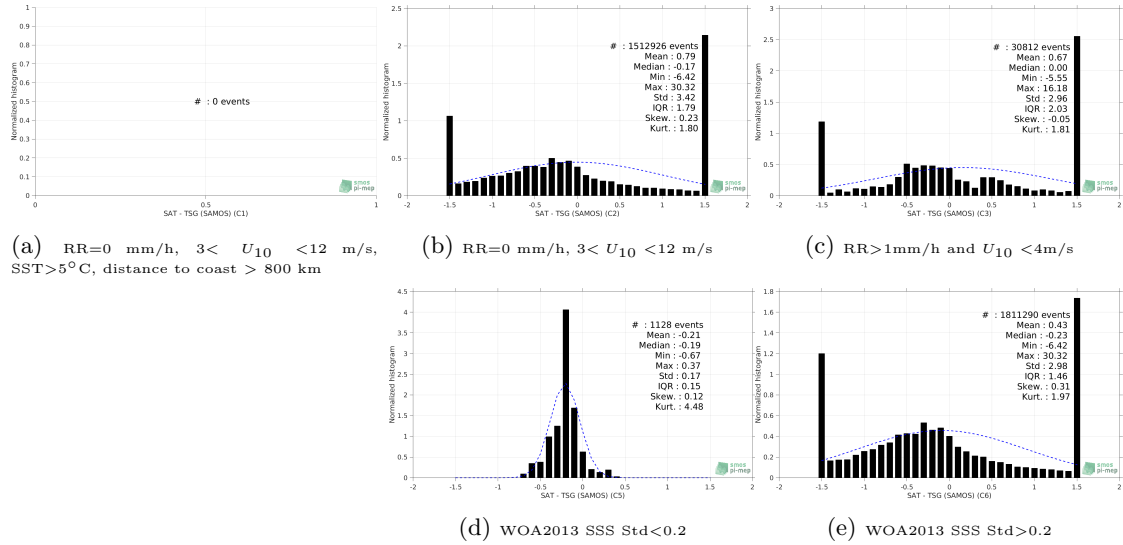 1
0.9
0.8
0.7
0.6
0.5
0.4
0.3
0.2
0.1
0
Normalized histogram
# : 0 events
0 0.5 1
SAT - TSG (SAMOS) (C1)
smos
pi-mep
(a) RR=0 mm/h, 3< U10 <12 m/s,
SST>5°C, distance to coast > 800 km
2.5
2
1.5
1
0.5
0
Normalized histogram
# : 1512926 events
Mean : 0.79
Median : -0.17
Min : -6.42
Max : 30.32
Std : 3.42
IQR : 1.79
Skew. : 0.23
Kurt. : 1.80
-2 -1.5 -1 -0.5 0 0.5 1 1.5 2
SAT - TSG (SAMOS) (C2)
smos
pi-mep
(b) RR=0 mm/h, 3< U10 <12 m/s
3
2.5
2
1.5
1
0.5
0
Normalized histogram
# : 30812 events
Mean : 0.67
Median : 0.00
Min : -5.55
Max : 16.18
Std : 2.96
IQR : 2.03
Skew. : -0.05
Kurt. : 1.81
-2 -1.5 -1 -0.5 0 0.5 1 1.5 2
SAT - TSG (SAMOS) (C3)
smos
pi-mep
(c) RR>1mm/h and U10 <4m/s
4.5
4
3.5
3
2.5
2
1.5
1
0.5
0
Normalized histogram
# : 1128 events
Mean : -0.21
Median : -0.19
Min : -0.67
Max : 0.37
Std : 0.17
IQR : 0.15
Skew. : 0.12
Kurt. : 4.48
-2 -1.5 -1 -0.5 0 0.5 1 1.5 2
SAT - TSG (SAMOS) (C5)
smos
pi-mep
(d) WOA2013 SSS Std<0.2
1.8
1.6
1.4
1.2
1
0.8
0.6
0.4
0.2
0
Normalized histogram
# : 1811290 events
Mean : 0.43
Median : -0.23
Min : -6.42
Max : 30.32
Std : 2.98
IQR : 1.46
Skew. : 0.31
Kurt. : 1.97
-2 -1.5 -1 -0.5 0 0.5 1 1.5 2
SAT - TSG (SAMOS) (C6)
smos
pi-mep
(e) WOA2013 SSS Std>0.2